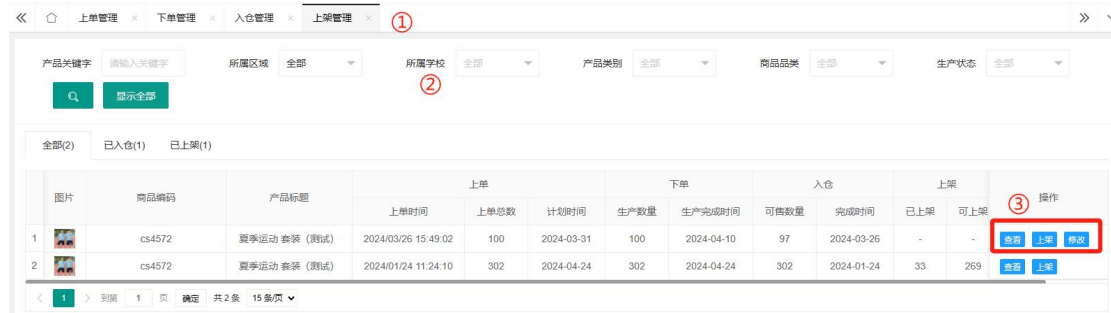 上单管理 × 下单管理 × 入仓管理 × 上架管理 × ①
产品关键字 请输入关键字 所属区域 全部 所属学校 全部 产品类别 全部 商品品类 全部 生产状态 全部
②
显示全部
全部(2) 已入仓(1) 已上架(1)
图片 商品编码 产品标题 上单 下单 入仓 上架 操作
上单时间 上单总数 计划时间 生产数量 生产完成时间 可售数量 完成时间 已上架 可上架 ③
1 cs4572 夏季运动 套装（测试） 2024/03/26 15:49:02 100 2024-03-31 100 2024-04-10 97 2024-03-26 - - 查看 上架 修改
2 cs4572 夏季运动 套装（测试） 2024/01/24 11:24:10 302 2024-04-24 302 2024-04-24 302 2024-01-24 33 269 查看 上架
1 到第 1 页 确定 共 2 条 15 条/页